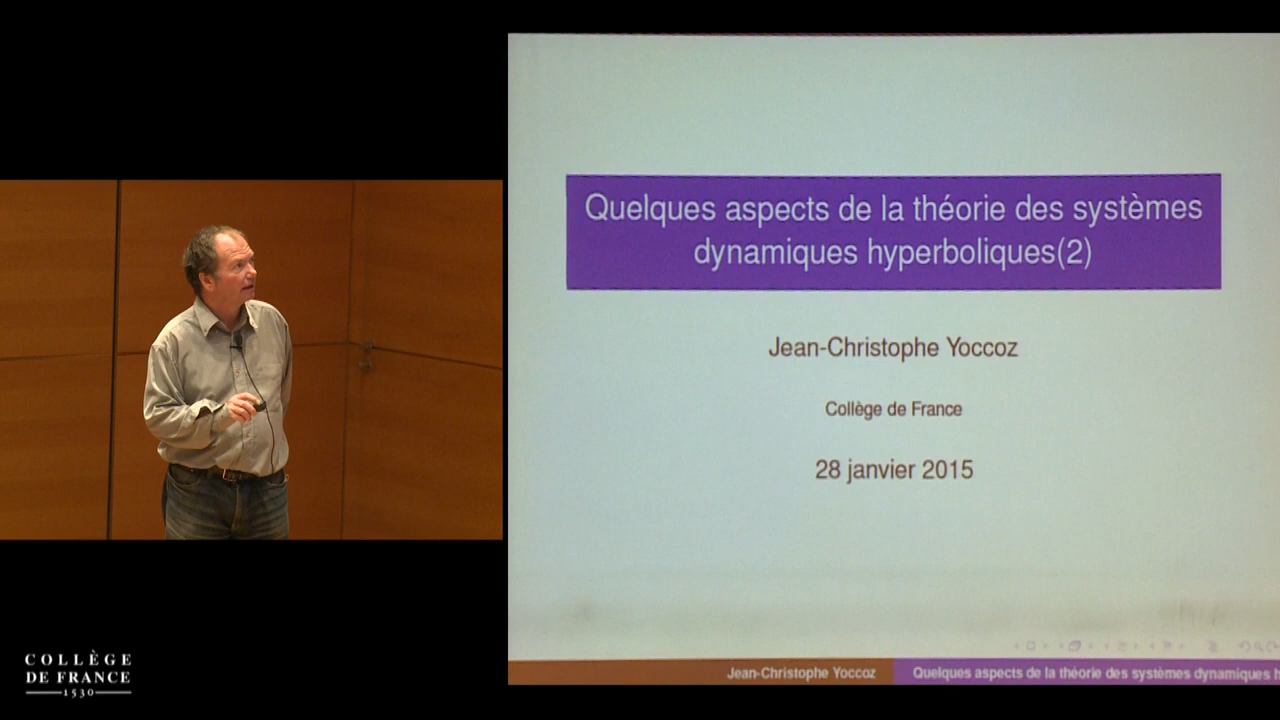 Quelques aspects de la théorie des systèmes
dynamiques hyperboliques(2)
Jean-Christophe Yoccoz
Collège de France
28 janvier 2015
Jean-Christophe Yoccoz
Quelques aspects de la théorie des systèmes dynamiques h
COLLÈGE
DE FRANCE
1530